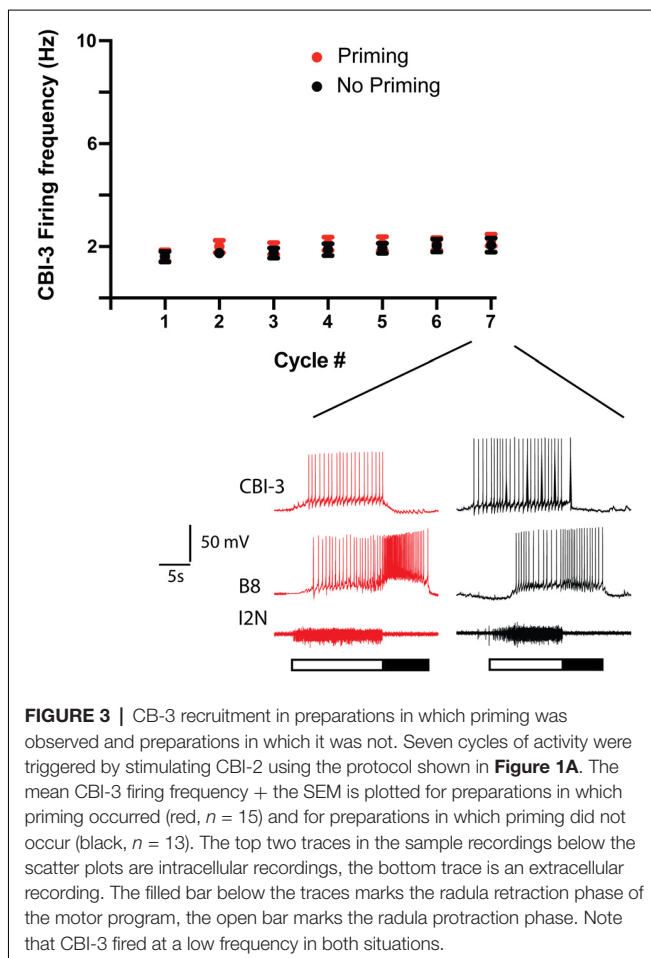 10
6
2
CBI-3 Firing frequency (Hz)
Priming
No Priming
1 2 3 4 5 6 7
Cycle #
CBI-3
50 mV
5s
B8
I2N
FIGURE 3 | CB-3 recruitment in preparations in which priming was
observed and preparations in which it was not. Seven cycles of activity were
triggered by stimulating CBI-2 using the protocol shown in Figure 1A. The
mean CBI-3 firing frequency + the SEM is plotted for preparations in which
priming occurred (red, n = 15) and for preparations in which priming did not
occur (black, n = 13). The top two traces in the sample recordings below the
scatter plots are intracellular recordings, the bottom trace is an extracellular
recording. The filled bar below the traces marks the radula retraction phase of
the motor program, the open bar marks the radula protraction phase. Note
that CBI-3 fired at a low frequency in both situations.